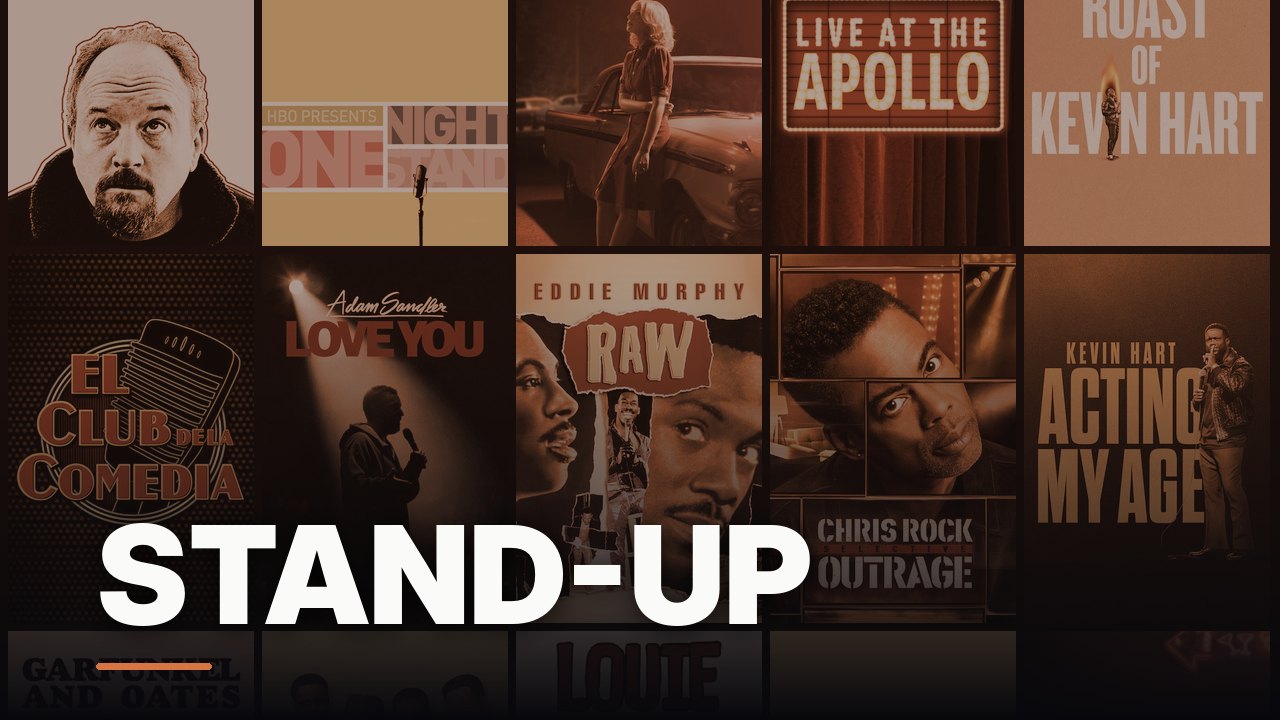 LIVE AT THE
APOLLO
ROAST
OF
KEVIN HART
HBO PRESENTS
ONE NIGHT
STAND
EL
CLUB DE LA
COMEDIA
Adam Sandler
LOVE YOU
EDDIE MURPHY
RAW
CHRIS ROCK
SELECTIVE
OUTRAGE
KEVIN HART
ACTING
MY AGE
STAND-UP
GARFUNKEL
AND OATES
LOUIE